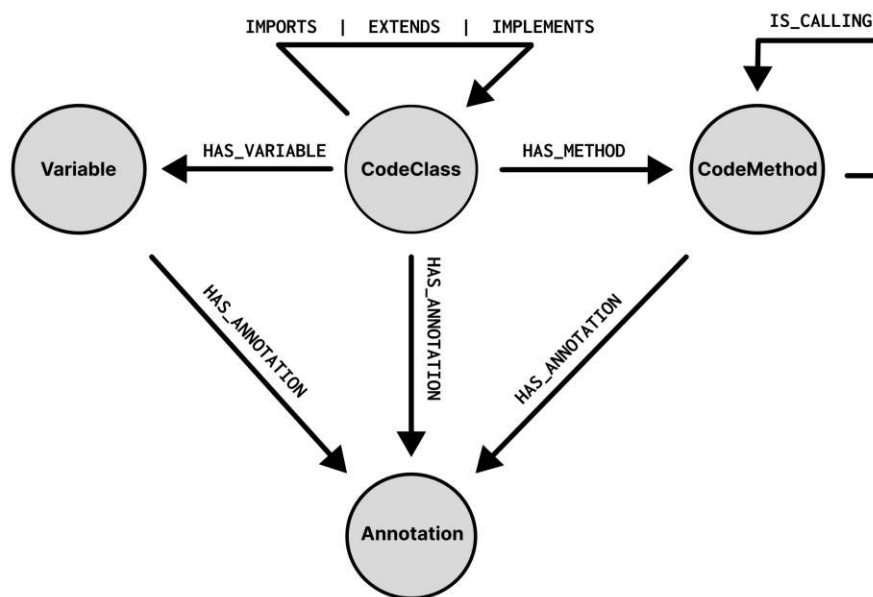 IMPORTS | EXTENDS | IMPLEMENTS
IS_CALLING
Variable
HAS_VARIABLE
CodeClass
HAS_METHOD
CodeMethod
HAS_ANNOTATION
HAS_ANNOTATION
HAS_ANNOTATION
Annotation